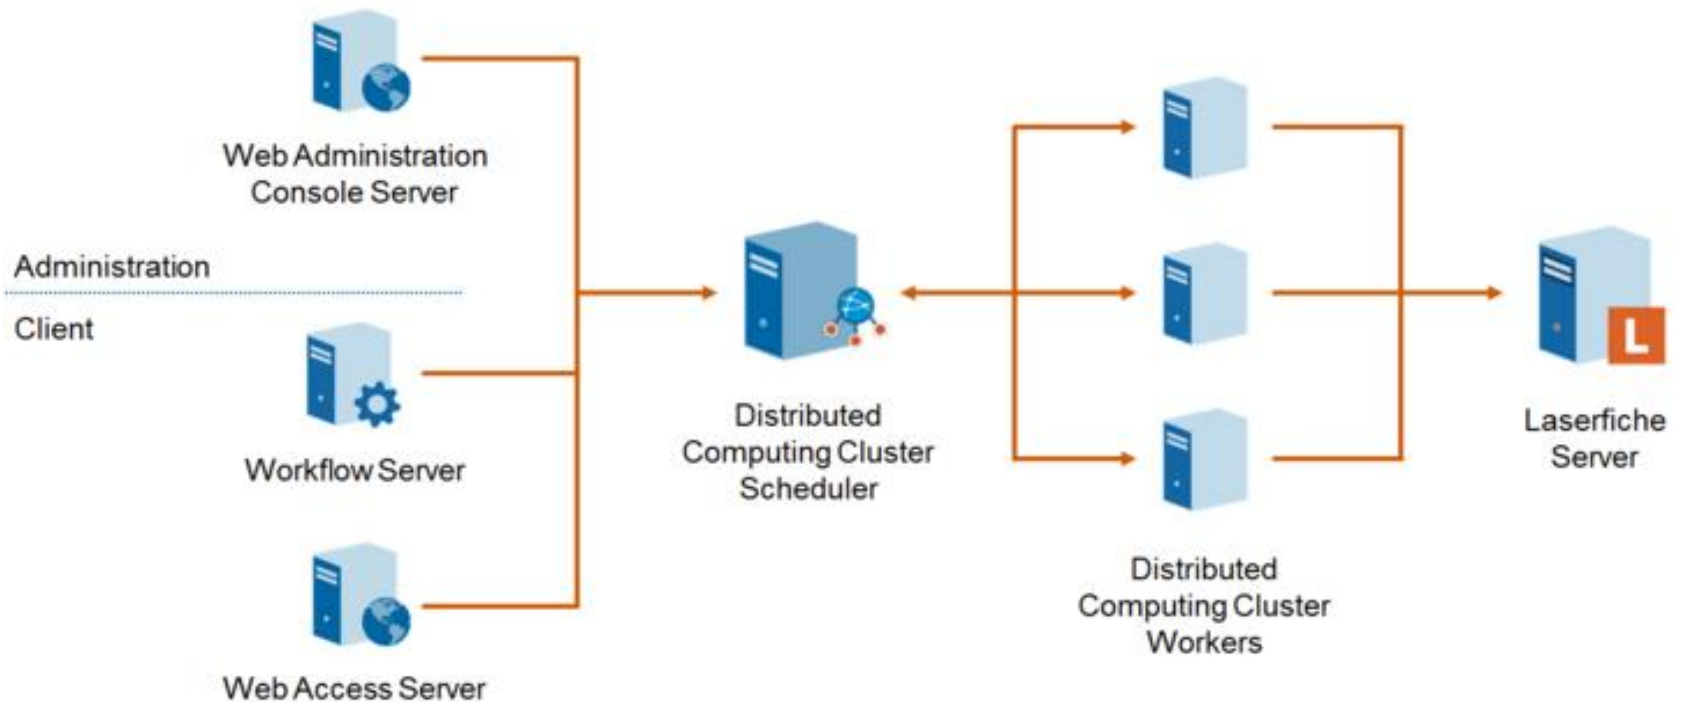 Web Administration
Console Server
Administration
Client
Workflow Server
Web Access Server
Distributed
Computing Cluster
Scheduler
Distributed
Computing Cluster
Workers
L
Laserfiche
Server